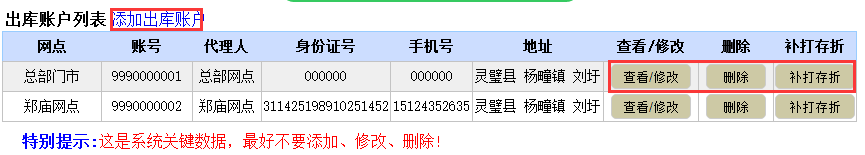 出库账户列表 添加出库账户
网点 账号 代理人 身份证号 手机号 地址 查看/修改 删除 补打存折
总部门市 9990000001 总部网点 000000 000000 灵璧县 杨疃镇 刘圩 查看/修改 删除 补打存折
郑庙网点 9990000002 郑庙网点 311425198910251452 15124352635 灵璧县 杨疃镇 刘圩 查看/修改 删除 补打存折
特别提示:这是系统关键数据，最好不要添加、修改、删除！